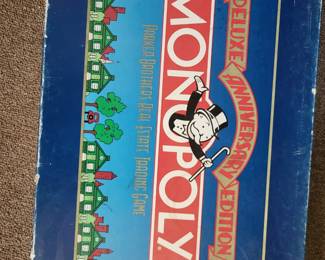 DELUXE ANNIVERSARY EDITION
MONOPOLY
PARKER BROTHERS REAL ESTATE TRADING GAME